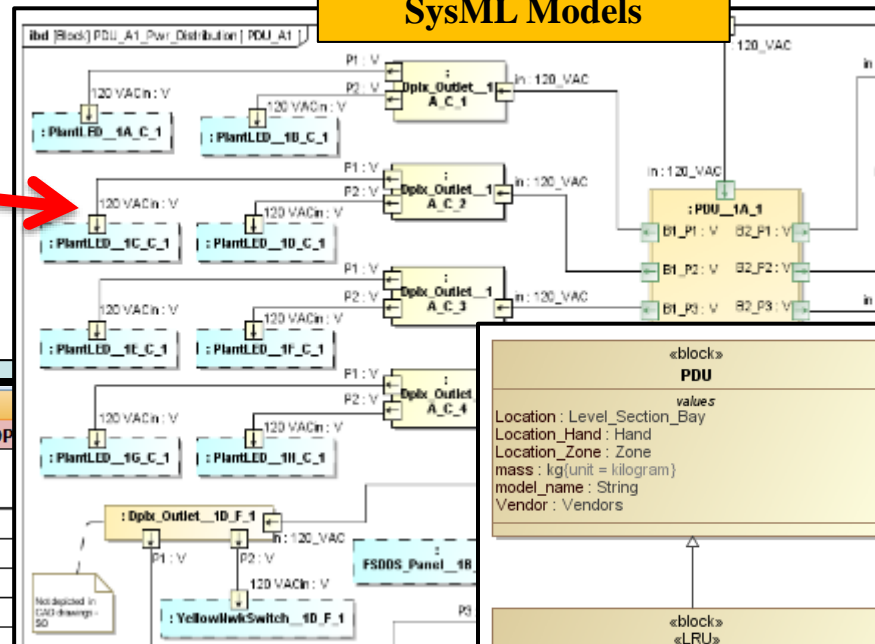 SysML Models
ibd [Block] PDU_A1_Pwr_Distribution [ PDU_A1 ]
120_VAC
in
P1 : V
P2 : V
:
Dplx_Outlet__1
A_C_1
in : 120_VAC
120 VACin : V
120 VACin : V
: PlantLED__1A_C_1
: PlantLED__1B_C_1
P1 : V
P2 : V
:
Dplx_Outlet__1
A_C_2
in : 120_VAC
in : 120_VAC
120 VACin : V
120 VACin : V
: PlantLED__1C_C_1
: PlantLED__1D_C_1
: PDU__1A_1
B1_P1 : V
B2_P1 : V
B1_P2 : V
B2_P2 : V
B1_P3 : V
B2_P3 : V
in
P1 : V
P2 : V
:
Dplx_Outlet__1
A_C_3
in : 120_VAC
120 VACin : V
120 VACin : V
: PlantLED__1E_C_1
: PlantLED__1F_C_1
P1 : V
P2 : V
:
Dplx_Outlet_
A_C_4
120 VACin : V
120 VACin : V
: PlantLED__1G_C_1
: PlantLED__1H_C_1
: Dplx_Outlet__1D_F_1
in : 120_VAC
P1 : V
P2 : V
120 VACin : V
:
FSDDS_Panel__1B
Not depicted in
CAD drawings -
: YellowHwkSwitch__1D_F_1
P3
«block»
PDU
values
Location : Level_Section_Bay
Location_Hand : Hand
Location_Zone : Zone
mass : kg{unit = kilogram}
model_name : String
Vendor : Vendors
«block»
«LRU»